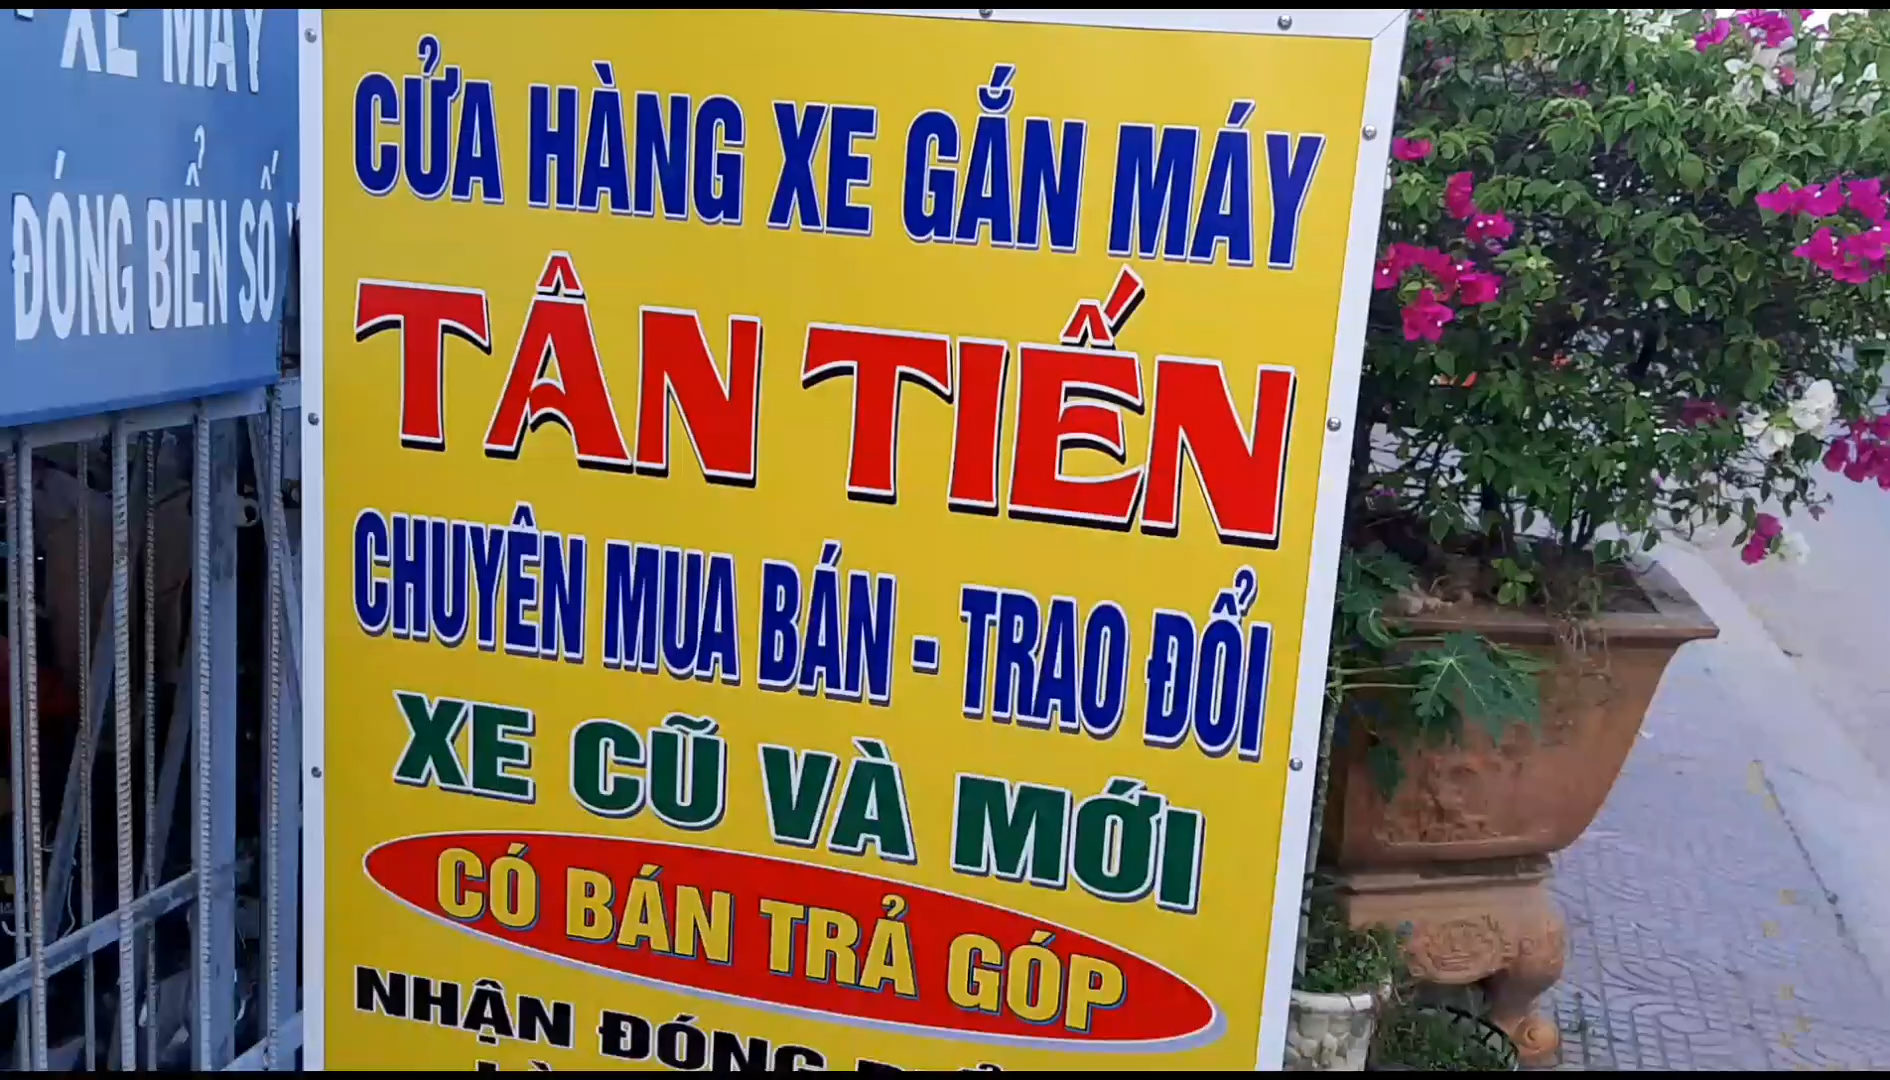 XE MÁY
ĐÓNG BIỂN SỐ
CỬA HÀNG XE GẮN MÁY
TÂN TIẾN
CHUYÊN MUA BÁN - TRAO ĐỔI
XE CŨ VÀ MỚI
CÓ BÁN TRẢ GÓP
NHẬN ĐÓNG